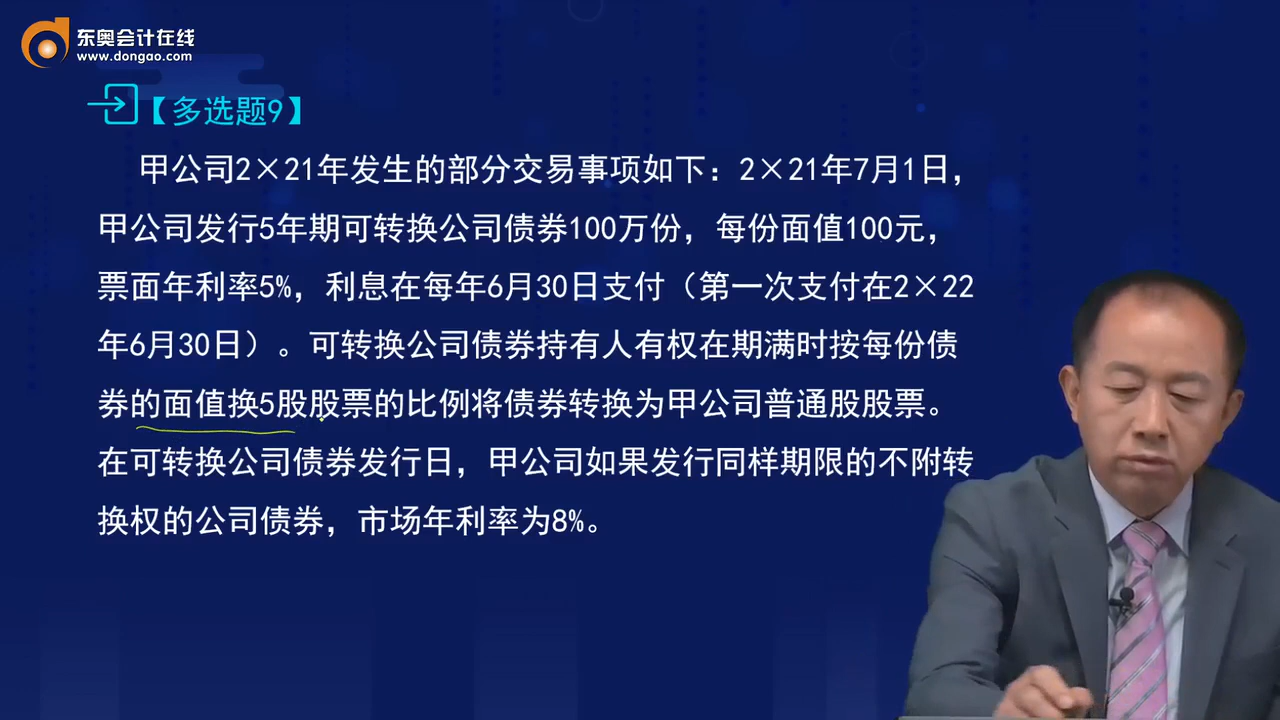 东奥会计在线
www.dongao.com
【多选题9】
甲公司2×21年发生的部分交易事项如下：2×21年7月1日，
甲公司发行5年期可转换公司债券100万份，每份面值100元，
票面年利率5%，利息在每年6月30日支付（第一次支付在2×22
年6月30日）。可转换公司债券持有人有权在期满时按每份债
券的面值换5股股票的比例将债券转换为甲公司普通股股票。
在可转换公司债券发行日，甲公司如果发行同样期限的不附转
换权的公司债券，市场年利率为8%。